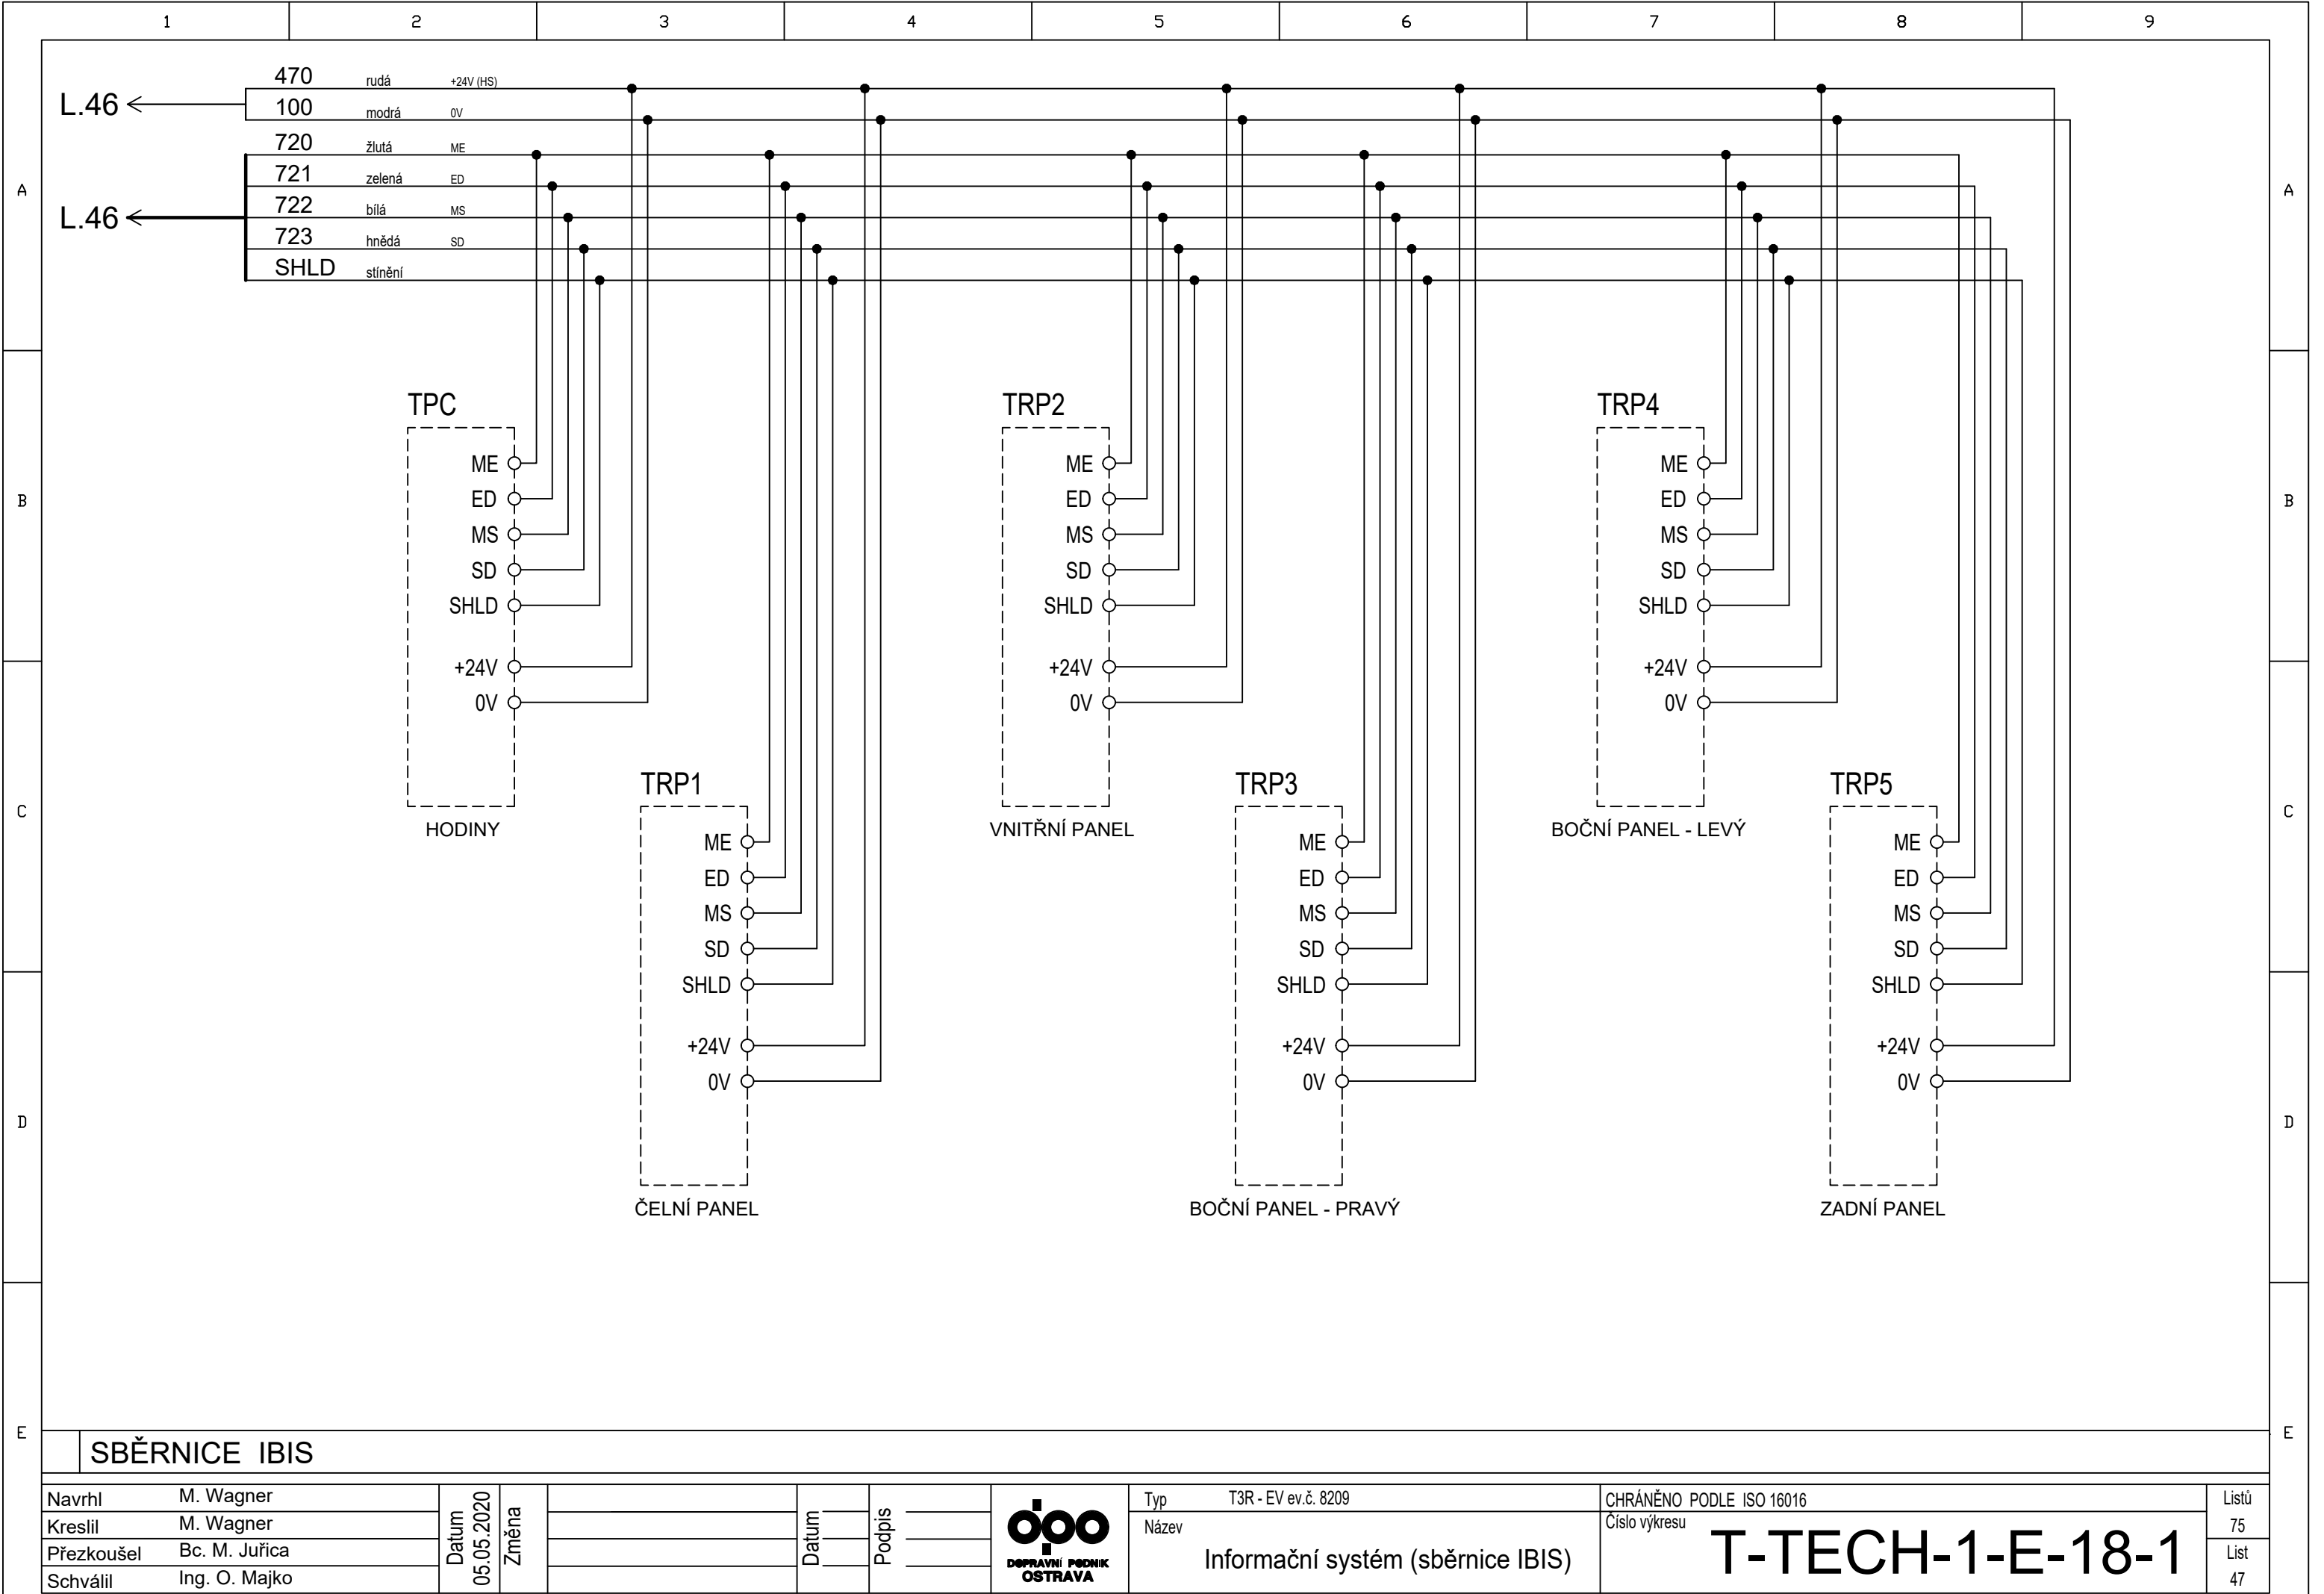 1 2 3 4 5 6 7 8 9
470 rudá +24V (HS)
L.46
100 modrá 0V
720 žlutá ME
721 zelená ED
A A
722 bílá MS
L.46
723 hnědá SD
SHLD stínění
TPC TRP2 TRP4
ME ME ME
ED ED ED
B B
MS MS MS
SD SD SD
SHLD SHLD SHLD
+24V +24V +24V
0V 0V 0V
TRP1 TRP3 TRP5
C C
HODINY VNITŘNÍ PANEL BOČNÍ PANEL - LEVÝ
ME ME ME
ED ED ED
MS MS MS
SD SD SD
SHLD SHLD SHLD
+24V +24V +24V
0V 0V 0V
D D
ČELNÍ PANEL BOČNÍ PANEL - PRAVÝ ZADNÍ PANEL
E E
SBĚRNICE IBIS
Navrhl M. Wagner
Kreslil M. Wagner
Přezkoušel Bc. M. Juřica
Schválil Ing. O. Majko
Datum
05.05.2020
Změna
Datum
Podpis
dpo
DOPRAVNÍ PODNIK
OSTRAVA
Typ T3R - EV ev.č. 8209
Název
Informační systém (sběrnice IBIS)
CHRÁNĚNO PODLE ISO 16016
Číslo výkresu
T-TECH-1-E-18-1
Listů
75
List
47